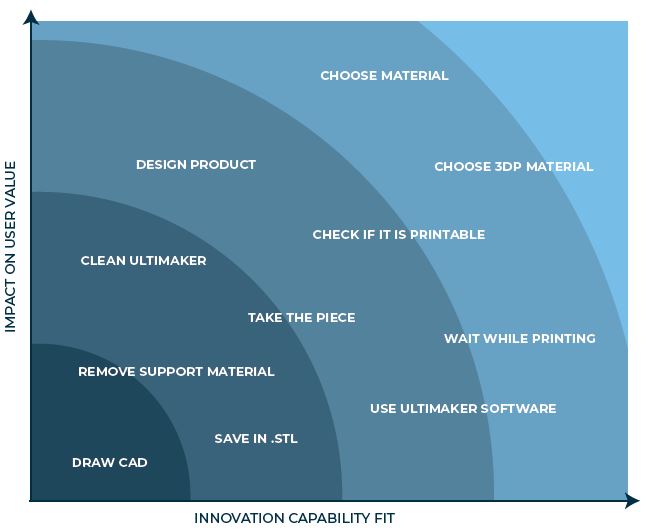 CHOOSE MATERIAL
DESIGN PRODUCT
CHOOSE 3DP MATERIAL
CHECK IF IT IS PRINTABLE
CLEAN ULTIMAKER
TAKE THE PIECE
WAIT WHILE PRINTING
REMOVE SUPPORT MATERIAL
USE ULTIMAKER SOFTWARE
SAVE IN .STL
DRAW CAD
IMPACT ON USER VALUE
INNOVATION CAPABILITY FIT